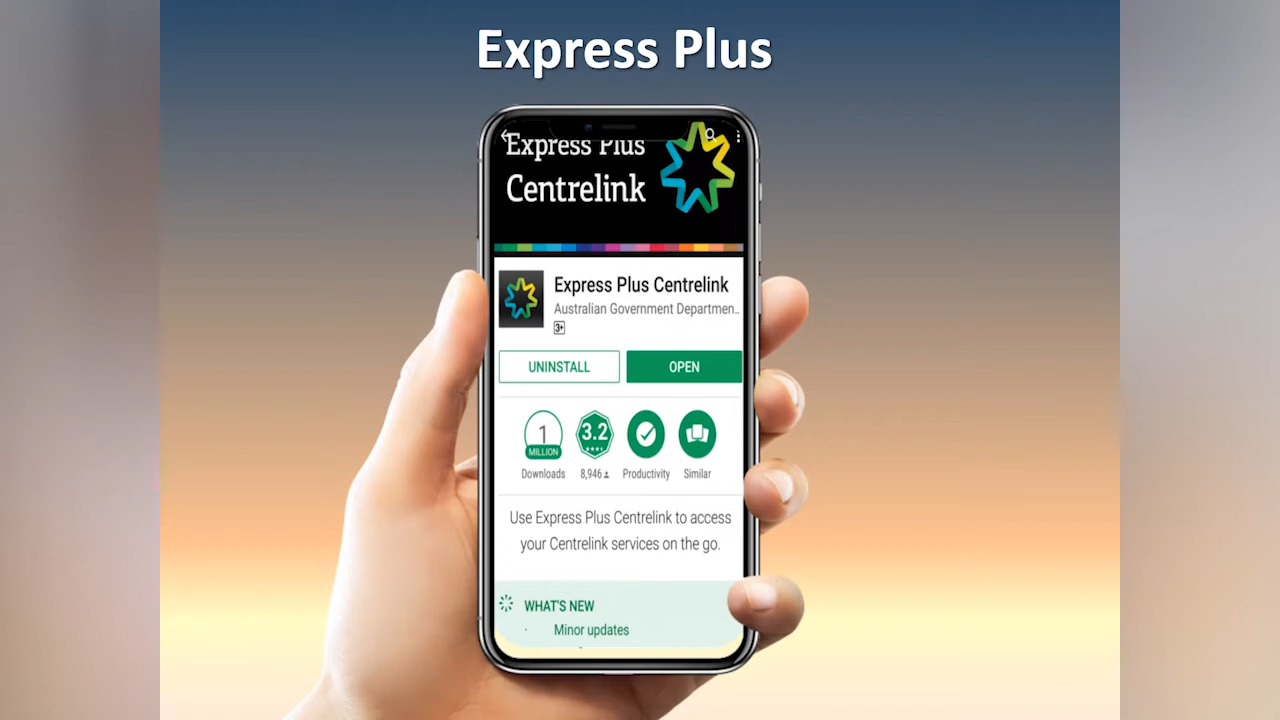 Express Plus
Express Plus
Centrelink
Express Plus Centrelink
Australian Government Departmen..
3+
UNINSTALL
OPEN
1
MILLION
3.2
Downloads
8,946
Productivity
Similar
Use Express Plus Centrelink to access
your Centrelink services on the go.
WHAT'S NEW
· Minor updates